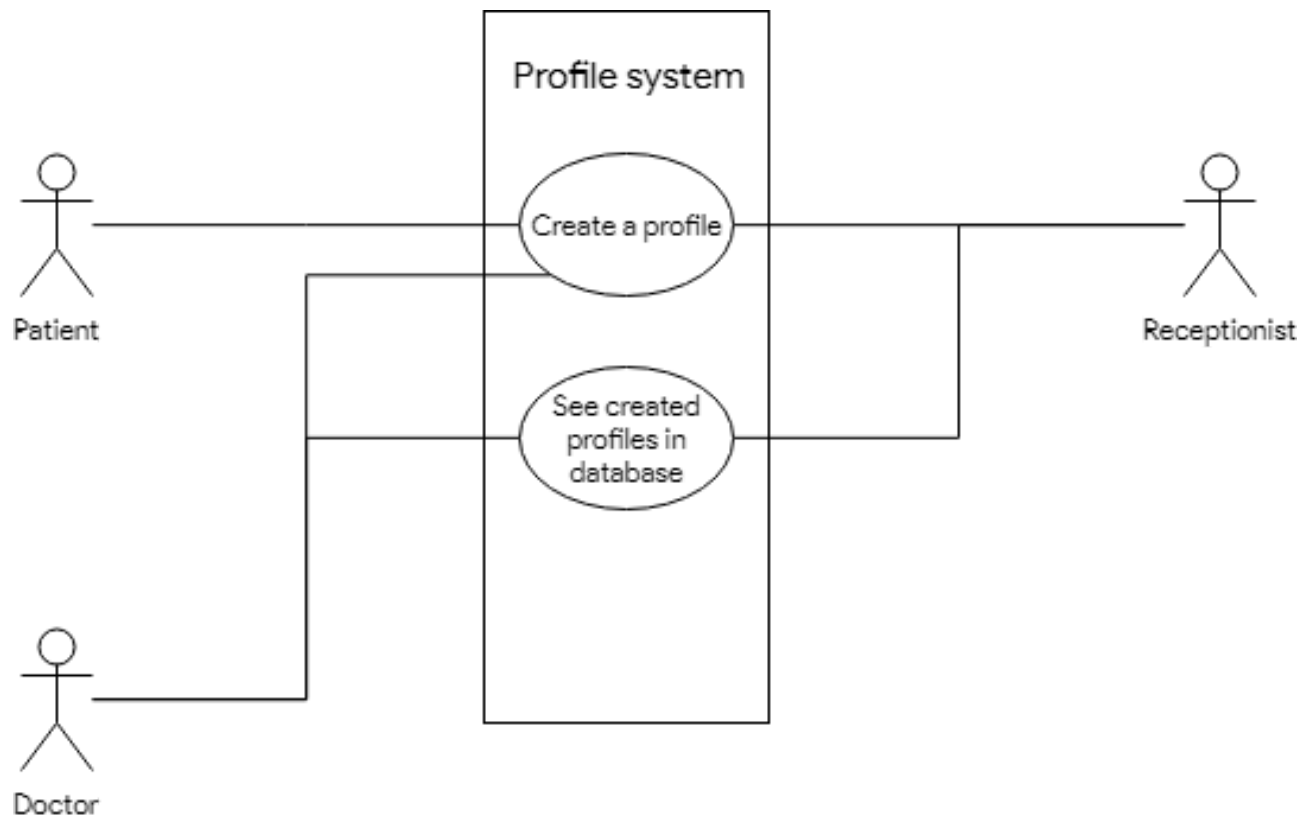 Profile system
Create a profile
Patient
Receptionist
See created
profiles in
database
Doctor